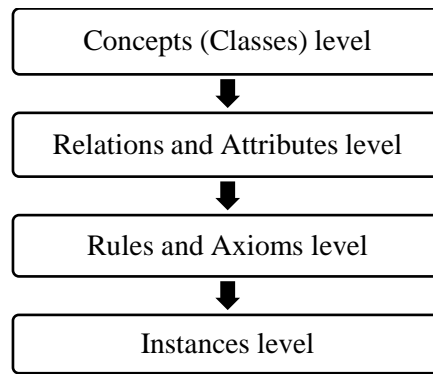 Concepts (Classes) level
Relations and Attributes level
Rules and Axioms level
Instances level